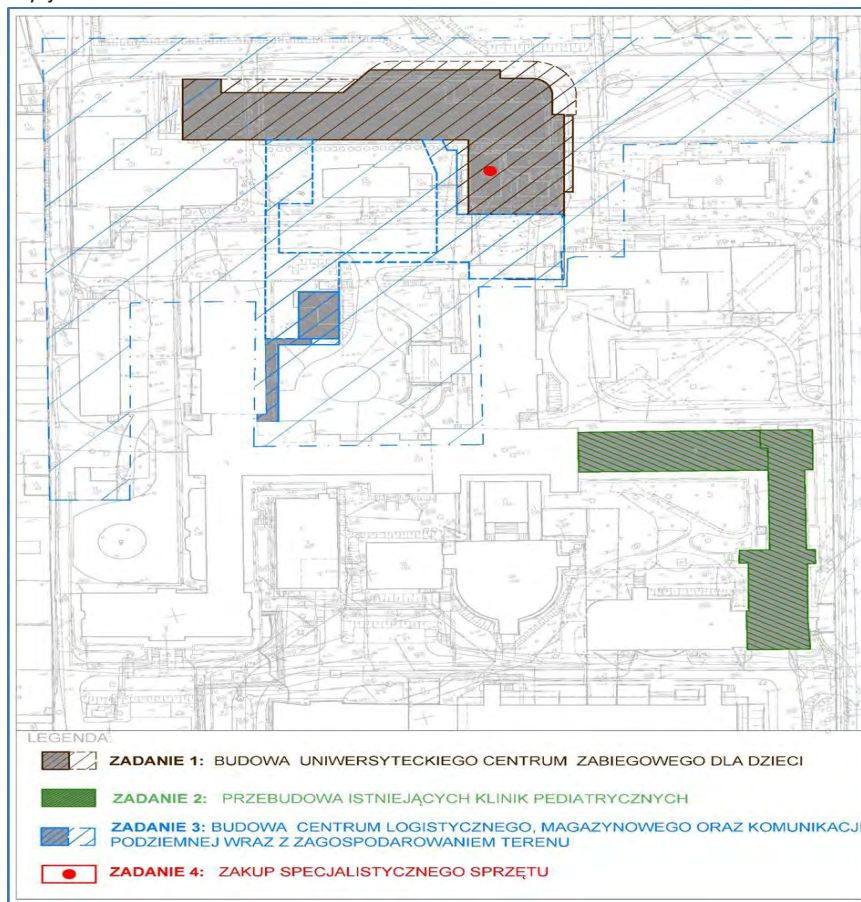 LEGENDA:
ZADANIE 1: BUDOWA UNIWERSYTECKIEGO CENTRUM ZABIEGOWEGO DLA DZIECI
ZADANIE 2: PRZEBUDOWA ISTNIEJĄCYCH KLINIK PEDIATRYCZNYCH
ZADANIE 3: BUDOWA CENTRUM LOGISTYCZNEGO, MAGAZYNOWEGO ORAZ KOMUNIKACJI
PODZIEMNEJ WRAZ Z ZAGOSPODAROWANIEM TERENU
ZADANIE 4: ZAKUP SPECJALISTYCZNEGO SPRZĘTU